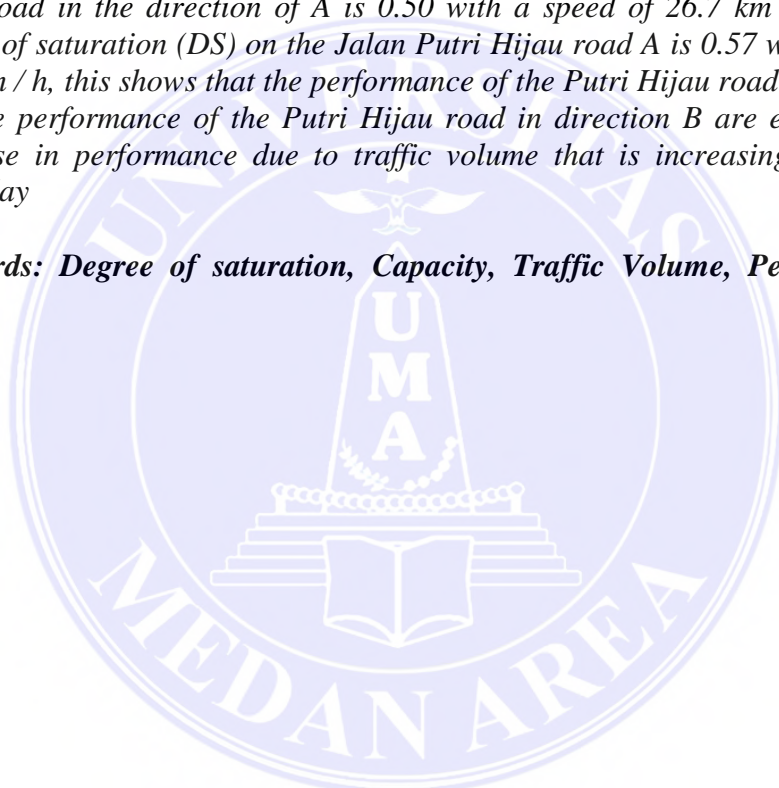 oad in the direction of A is 0.50 with a speed of 26.7 km
of saturation (DS) on the Jalan Putri Hijau road A is 0.57 w
/ h, this shows that the performance of the Putri Hijau road
performance of the Putri Hijau road in direction B are e
se in performance due to traffic volume that is increasing
ay
rds: Degree of saturation, Capacity, Traffic Volume, Pe
UNIVERSITAS
UMA
MEDAN AREA